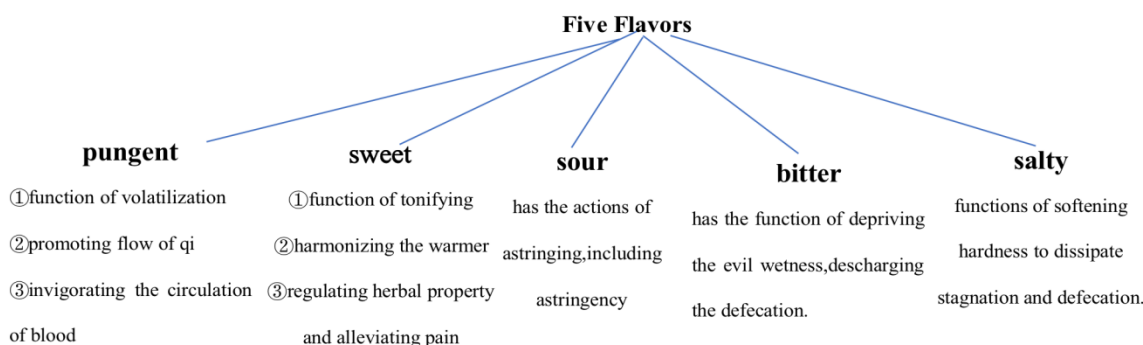 Five Flavors
pungent
①function of volatilization
②promoting flow of qi
③invigorating the circulation
of blood
sweet
①function of tonifying
②harmonizing the warmer
③regulating herbal property
and alleviating pain
sour
has the actions of
astringing,including
astringency
bitter
has the function of depriving
the evil wetness,descharging
the defecation.
salty
functions of softening
hardness to dissipate
stagnation and defecation.